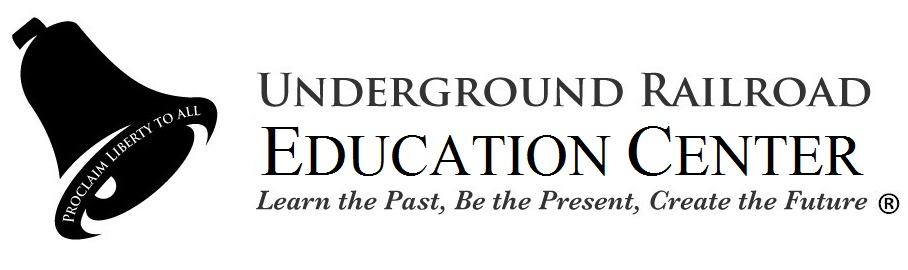 PROCLAIM LIBERTY TO ALL
UNDERGROUND RAILROAD
EDUCATION CENTER
Learn the Past, Be the Present, Create the Future ®